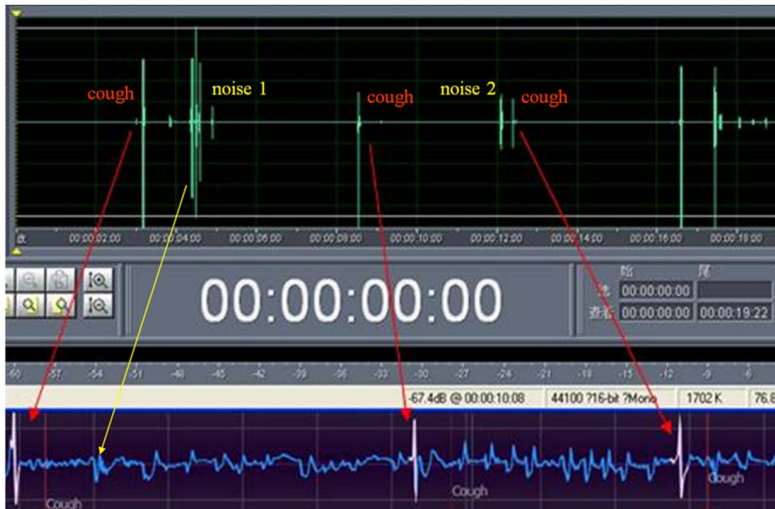 cough
noise 1
cough
noise 2
cough
00:00:02:00 00:00:04:00 00:00:06:00 00:00:08:00 00:00:10:00 00:00:12:00 00:00:14:00 00:00:16:00 00:00:18:00
始 尾
选 00:00:00:00
00:00:00:00
查看 00:00:00:00 00:00:19:22
-60 -57 -54 -51 -48 -45 -42 -39 -36 -33 -30 -27 -24 -21 -18 -15 -12 -9 -6
-67.4dB @ 00:00:10:08 44100 ?16-bit ?Mono 1702 K 76.8
Cough
Cough
Cough